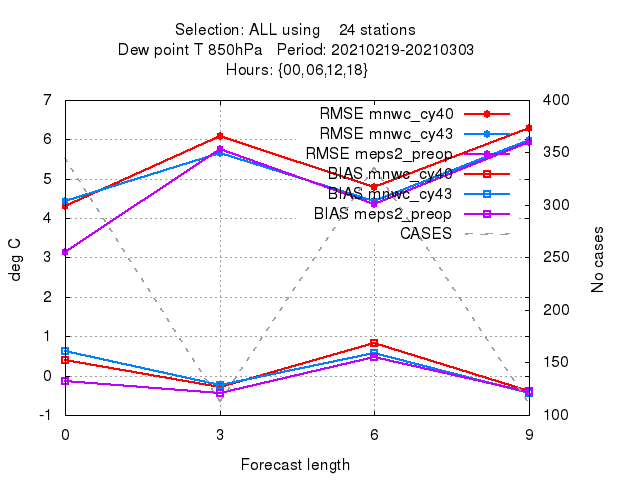 Selection: ALL using    24 stations
Dew point T 850hPa   Period: 20210219-20210303
Hours: {00,06,12,18}
7
6
5
4
3
2
1
0
-1
deg C
400
350
300
250
200
150
100
No cases
RMSE mnwc_cy40
RMSE mnwc_cy43
RMSE meps2_preop
BIAS mnwc_cy40
BIAS mnwc_cy43
BIAS meps2_preop
CASES
0 3 6 9
Forecast length